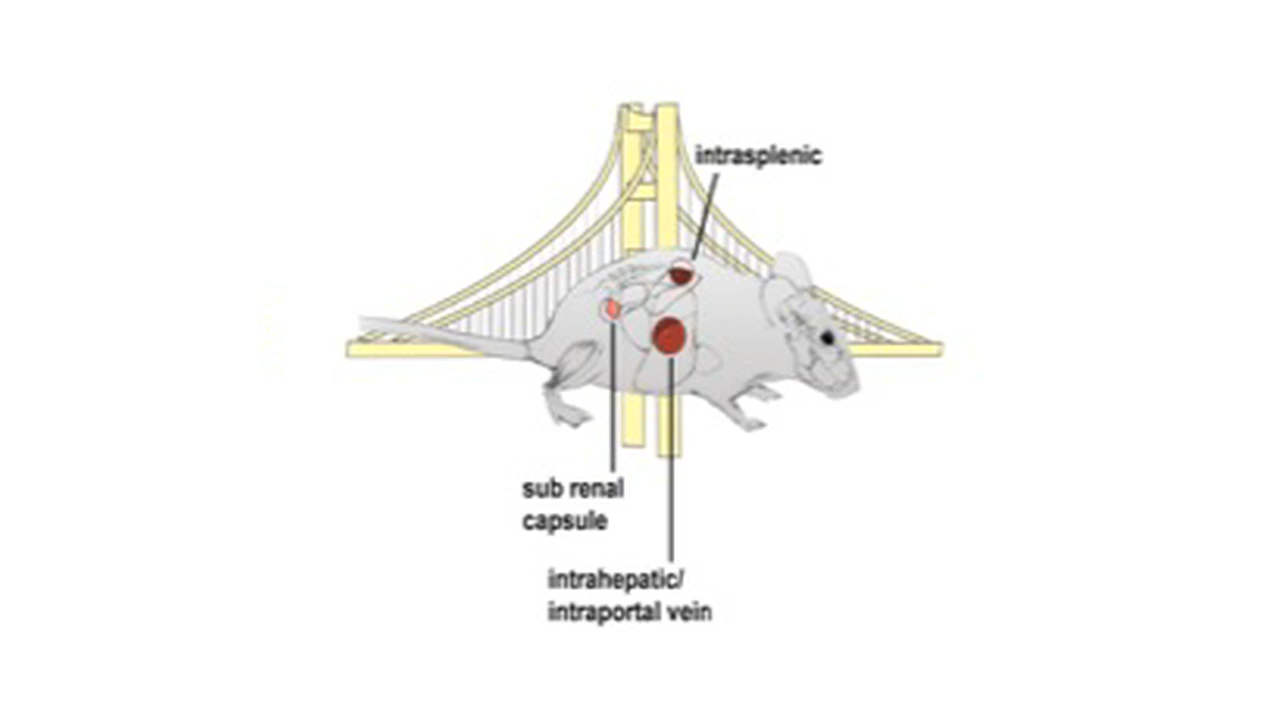 intrasplenic
sub renal
capsule
intrahepatic/
intraportal vein